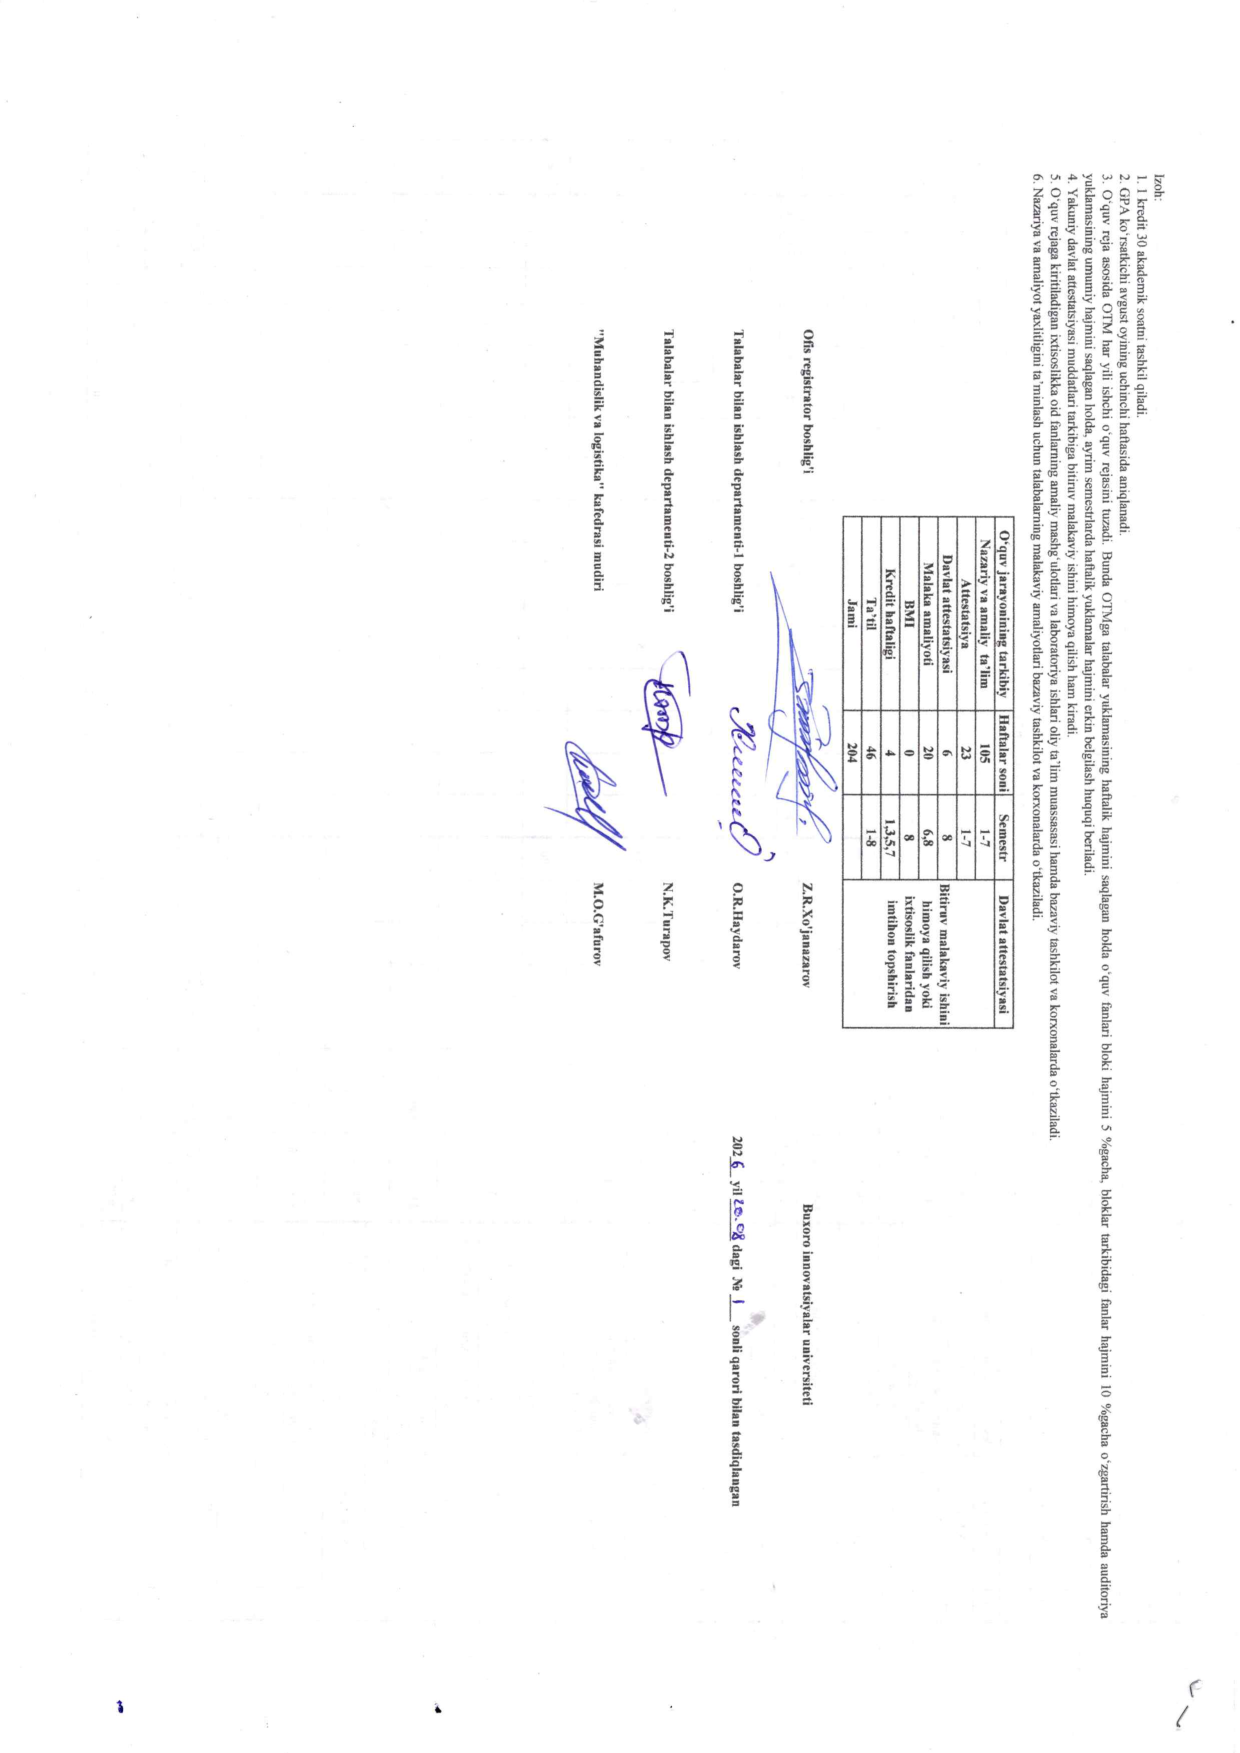 Izoh:
1. 1 kredit 30 akademik soatni tashkil qiladi.
2. GPA ko‘rsatkichi avgust oyining uchinchi haftasida aniqlanadi.
3. O‘quv reja asosida OTM har yili ishchi o‘quv rejasini tuzadi. Bunda OTMga talabalar yuklamasining haftalik hajmini saqlagan holda o‘quv fanlari bloki hajmini 5 %gacha, bloklar tarkibidagi fanlar hajmini 10 %gacha o‘zgartirish hamda auditoriya
yuklamasining umumiy hajmini saqlagan holda, ayrim semestrlarda haftalik yuklamalar hajmini erkin belgilash huquqi beriladi.
4. Yakuniy davlat attestatsiyasi muddatlari tarkibiga bitiruv malakaviy ishini himoya qilish ham kiradi.
5. O‘quv rejaga kiritiladigan ixtisoslikka oid fanlarning amaliy mashg‘ulotlari va laboratoriya ishlari oliy ta’lim muassasasi hamda bazaviy tashkilot va korxonalarda o‘tkaziladi.
6. Nazariya va amaliyot yaxlitligini ta’minlash uchun talabalarning malakaviy amaliyotlari bazaviy tashkilot va korxonalarda o‘tkaziladi.
O‘quv jarayonining tarkibiy Haftalar soni Semestr Davlat attestatsiyasi
Nazariy va amaliy ta’lim 105 1-7
Attestatsiya 23 1-7
Davlat attestatsiyasi 6 8 Bitiruv malakaviy ishini
Malaka amaliyoti 20 6,8 himoya qilish yoki
BMI 0 8 ixtisoslik fanlaridan
Kredit haftaligi 4 1,3,5,7 imtihon topshirish
Ta’til 46 1-8
Jami 204
Ofis registrator boshlig'i Z.R.Xo'janazarov Buxoro innovatsiyalar universiteti
Talabalar bilan ishlash departamenti-1 boshlig'i O.R.Haydarov 2026 yil 20.08 dagi № 1 sonli qarori bilan tasdiqlangan
Talabalar bilan ishlash departamenti-2 boshlig'i N.K.Turapov
"Muhandislik va logistika" kafedrasi mudiri M.O.G'afurov